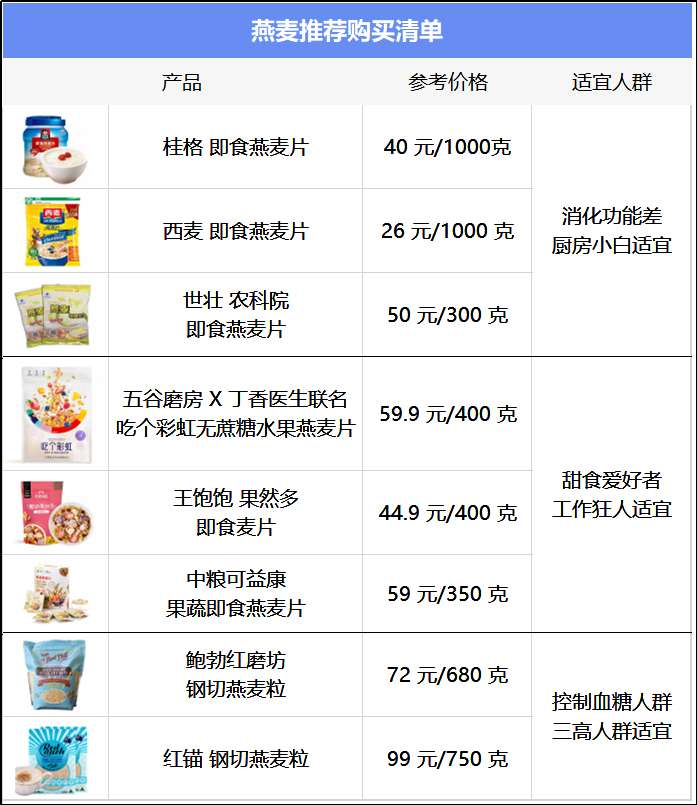 燕麦推荐购买清单
产品
参考价格
适宜人群
桂格 即食燕麦片
40 元/1000克
西麦 即食燕麦片
26 元/1000 克
世壮 农科院
即食燕麦片
50 元/300 克
消化功能差
厨房小白适宜
五谷磨房 X 丁香医生联名
吃个彩虹无蔗糖水果燕麦片
59.9 元/400 克
王饱饱 果然多
即食麦片
44.9 元/400 克
中粮可益康
果蔬即食燕麦片
59 元/350 克
甜食爱好者
工作狂人适宜
鲍勃红磨坊
钢切燕麦粒
72 元/680 克
红锚 钢切燕麦粒
99 元/750 克
控制血糖人群
三高人群适宜
西麦
燕麦
吃个彩虹